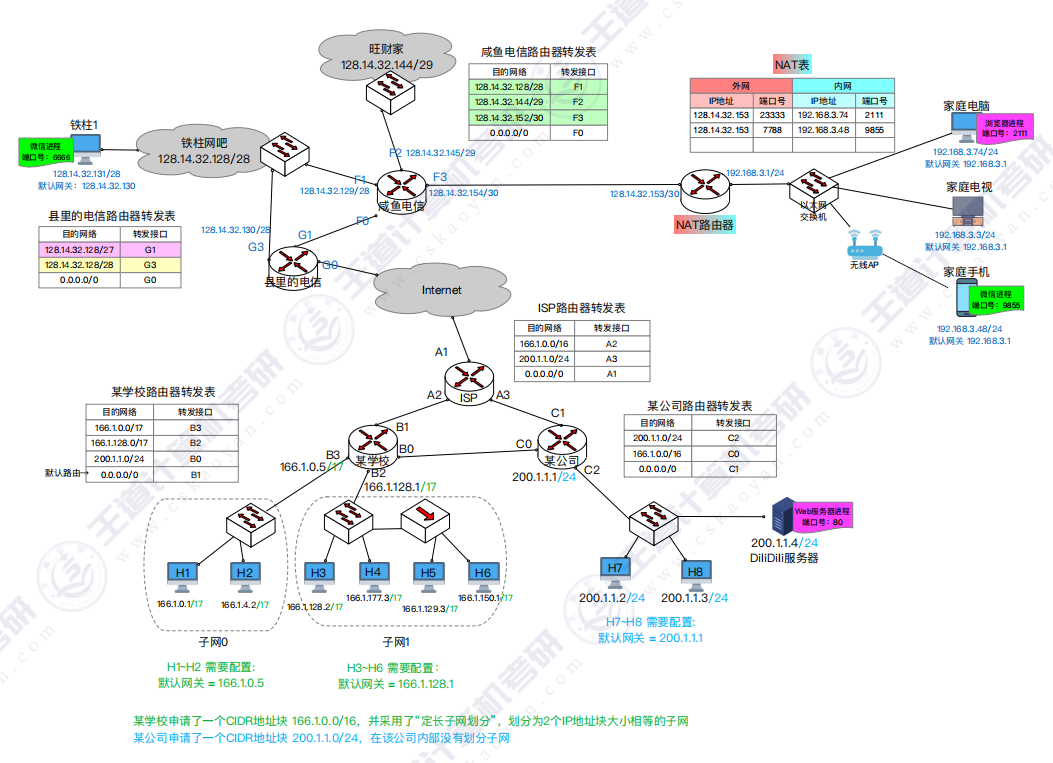 旺财家
128.14.32.144/29
咸鱼电信路由器转发表
目的网络 转发接口
128.14.32.128/28 F1
128.14.32.144/29 F2
128.14.32.152/30 F3
0.0.0.0/0 F0
NAT表
外网 内网
IP地址 端口号 IP地址 端口号
128.14.32.153 23333 192.168.3.74 2111
128.14.32.153 7788 192.168.3.48 9855
家庭电脑
浏览器进程
端口号：2111
192.168.3.74/24
默认网关 192.168.3.1
铁柱1
微信进程
端口号：6666
128.14.32.131/28
默认网关：128.14.32.130
铁柱网吧
128.14.32.128/28
F2 128.14.32.145/29
F1
128.14.32.129/28
F3
128.14.32.154/30
咸鱼电信
F0
128.14.32.153/30
192.168.3.1/24
NAT路由器
以太网
交换机
家庭电视
192.168.3.3/24
默认网关 192.168.3.1
无线AP
家庭手机
微信进程
端口号：9855
192.168.3.48/24
默认网关 192.168.3.1
县里的电信路由器转发表
目的网络 转发接口
128.14.32.128/27 G1
128.14.32.128/28 G3
0.0.0.0/0 G0
128.14.32.130/28
G3
G1
G0
县里的电信
Internet
ISP路由器转发表
目的网络 转发接口
166.1.0.0/16 A2
200.1.1.0/24 A3
0.0.0.0/0 A1
A1
ISP
A2
A3
某学校路由器转发表
目的网络 转发接口
166.1.0.0/17 B3
166.1.128.0/17 B2
200.1.1.0/24 B0
默认路由 0.0.0.0/0 B1
某公司路由器转发表
目的网络 转发接口
200.1.1.0/24 C2
166.1.0.0/16 C0
0.0.0.0/0 C1
B1
B0
某学校
B3
166.1.0.5/17
B2
166.1.128.1/17
C1
C0
某公司
C2
200.1.1.1/24
Web服务器进程
端口号：80
200.1.1.4/24
DiliDili服务器
H1
H2
H3
H4
H5
H6
H7
H8
166.1.0.1/17
166.1.4.2/17
166.1.128.2/17
166.1.177.3/17
166.1.129.3/17
166.1.150.1/17
200.1.1.2/24
200.1.1.3/24
子网0
子网1
H1~H2 需要配置：
默认网关 = 166.1.0.5
H3~H6 需要配置：
默认网关 = 166.1.128.1
H7~H8 需要配置：
默认网关 = 200.1.1.1
某学校申请了一个CIDR地址块 166.1.0.0/16，并采用了“定长子网划分”，划分为2个IP地址块大小相等的子网
某公司申请了一个CIDR地址块 200.1.1.0/24，在该公司内部没有划分子网
王道计算机考研
www.cskaoyan.com